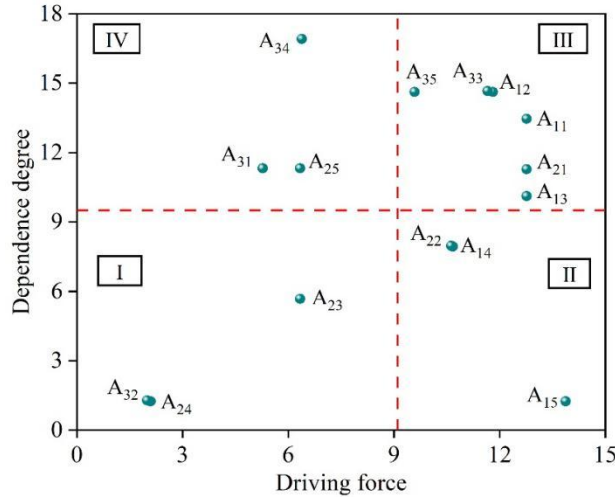 18
15
12
9
6
3
0
Dependence degree
IV
III
A₃₄
A₃₅
A₃₃
A₁₂
A₁₁
A₃₁
A₂₅
A₂₁
A₁₃
A₂₂
A₁₄
I
II
A₂₃
A₃₂
A₂₄
A₁₅
0
3
6
9
12
15
Driving force